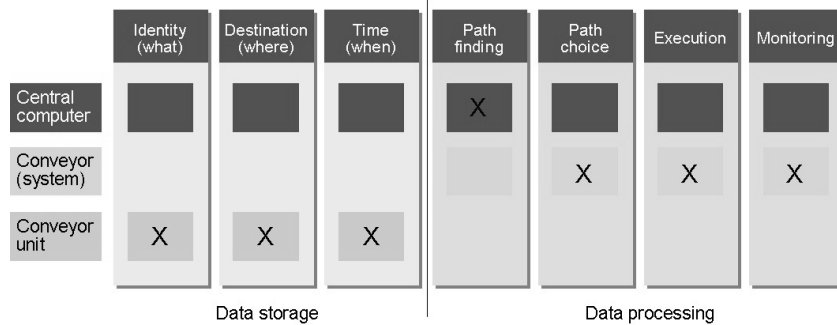 Identity
(what)
Destination
(where)
Time
(when)
Path
finding
Path
choice
Execution
Monitoring
Central
computer
X
Conveyor
(system)
X X X
Conveyor
unit
X X X
Data storage
Data processing